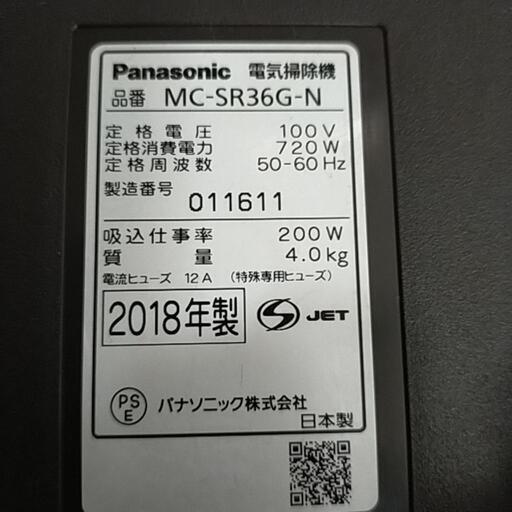 Panasonic 電気掃除機
品番 MC-SR36G-N
定格電圧 100V
定格消費電力 720W
定格周波数 50-60Hz
製造番号 011611
吸込仕事率 200W
質量 4.0kg
電流ヒューズ 12A (特殊専用ヒューズ)
2018年製 S JET
PSE パナソニック株式会社
日本製